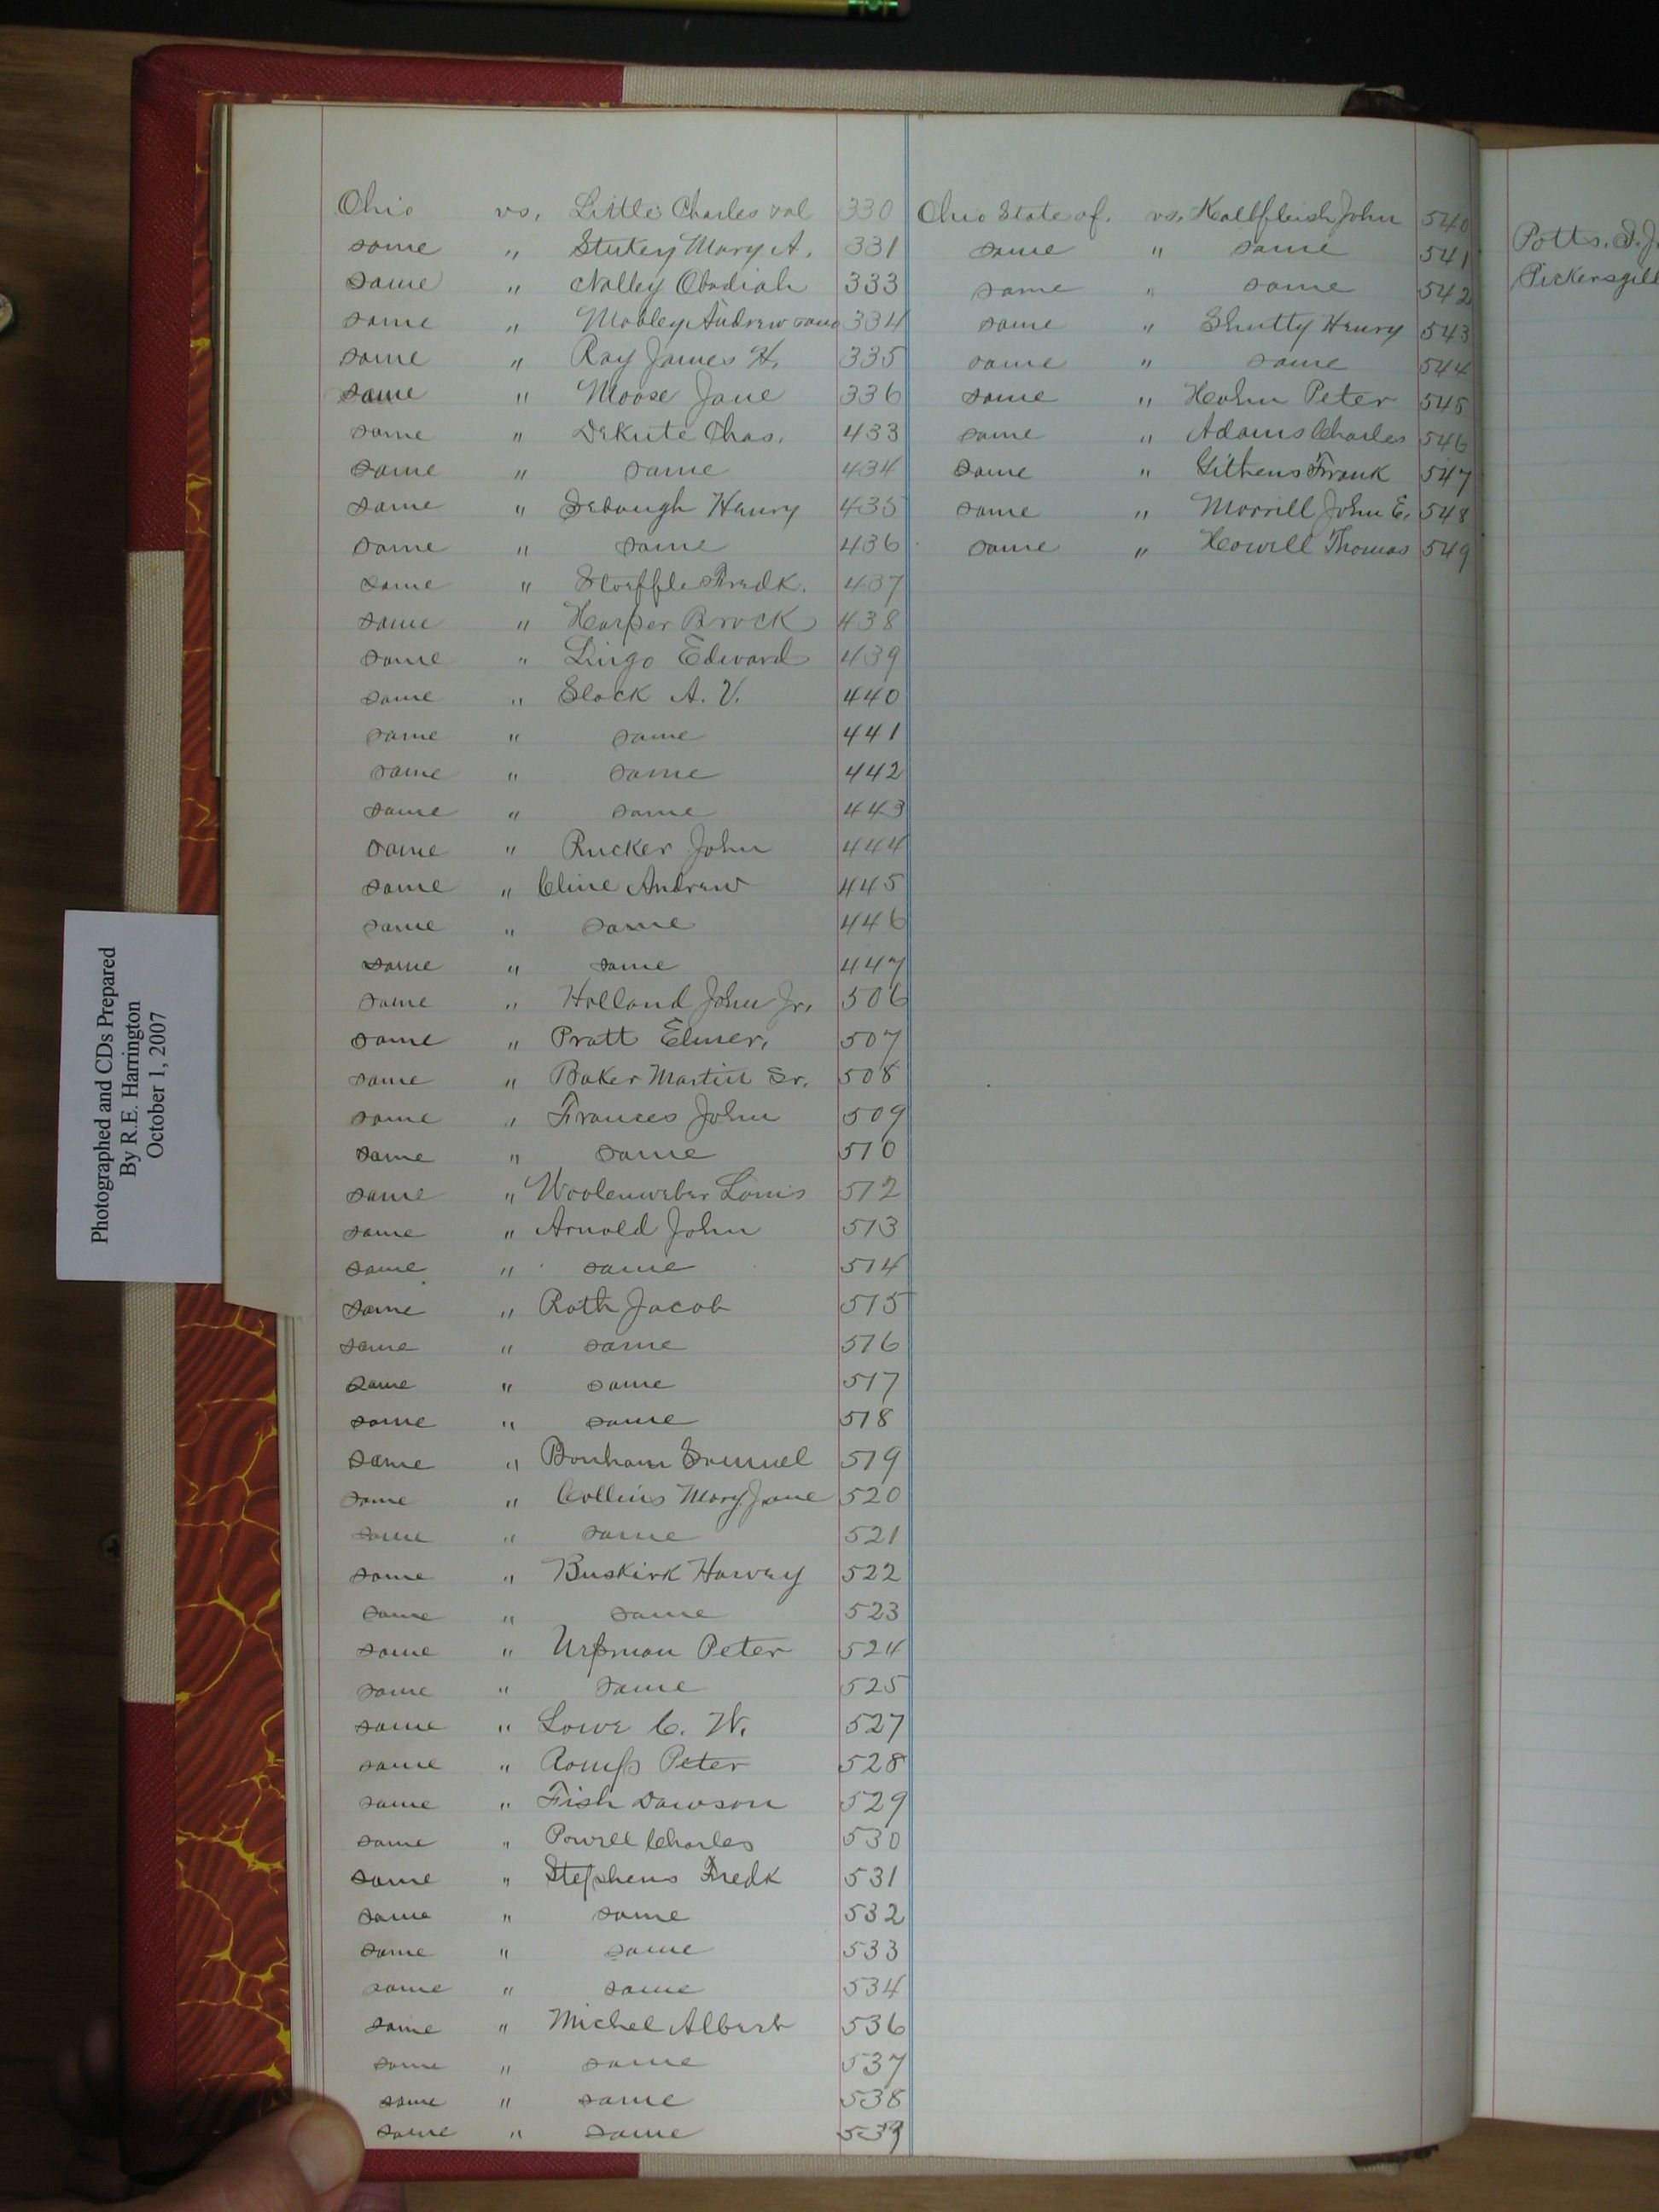 Ohio vs. Little Charles et al 330
same " Stukey Mary A. 331
same " Nolley Obadiah 333
same " Mobley Andrew 334
same " Ray James H. 335
same " Moose Jane 336
same " DeKute Chas. 433
same " same 434
same " Debough Henry 435
same " same 436
same " Stoeffle Fredk. 437
same " Harper Brock 438
same " Lingo Edward 439
same " Slack A. V. 440
same " same 441
same " same 442
same " same 443
same " Rucker John 444
same " Cline Andrew 445
same " same 446
same " same 447
same " Holland John Jr. 506
same " Pratt Elmer, 507
same " Baker Martin Sr. 508
same " Frances John 509
same " same 510
same " Woolenweber Louis 512
same " Arnold John 513
same " same 514
same " Roth Jacob 515
same " same 516
same " same 517
same " same 518
same " Bonham Samuel 519
same " Collins Mary Jane 520
same " same 521
same " Buskirk Harvey 522
same " same 523
same " Urpman Peter 524
same " same 525
same " Lowe C. W. 527
same " Romp Peter 528
same " Fish Dawson 529
same " Powell Charles 530
same " Stephens Fredk 531
same " same 532
same " same 533
same " same 534
same " Michel Albert 536
same " same 537
same " same 538
same " same 539
Ohio State of. vs. Kalbfleish John 540
same " same 541
same " same 542
same " Shutty Henry 543
same " same 544
same " Hohn Peter 545
same " Adams Charles 546
same " Githens Frank 547
same " Morrill John E. 548
same " Howell Thomas 549
Potts. S. J.
Pickersgill
Photographed and CDs Prepared
By R.E. Harrington
October 1, 2007